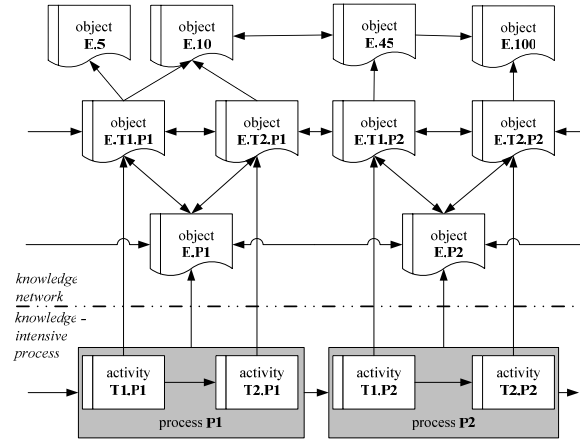 object
E.5
object
E.10
object
E.45
object
E.100
object
E.T1.P1
object
E.T2.P1
object
E.T1.P2
object
E.T2.P2
object
E.P1
object
E.P2
knowledge
network
knowledge -
intensive
process
activity
T1.P1
activity
T2.P1
activity
T1.P2
activity
T2.P2
process P1
process P2